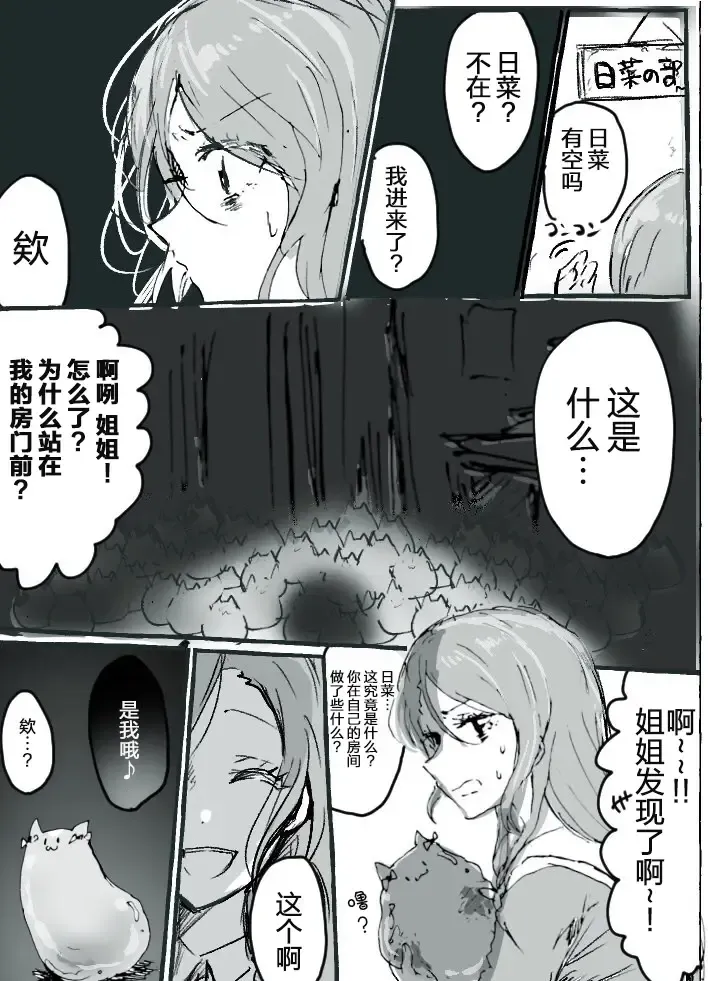 日菜の部
日菜
有空吗
コンコン
日菜？
不在？
我进来了？
欸
这是
什么…
啊咧 姐姐！
怎么了？
为什么站在
我的房门前？
啊～～!!
姐姐发现了啊～！
日菜…
这究竟是什么？
你在自己的房间
做了些什么？
噜？
这个啊
是我哦♪
欸…？